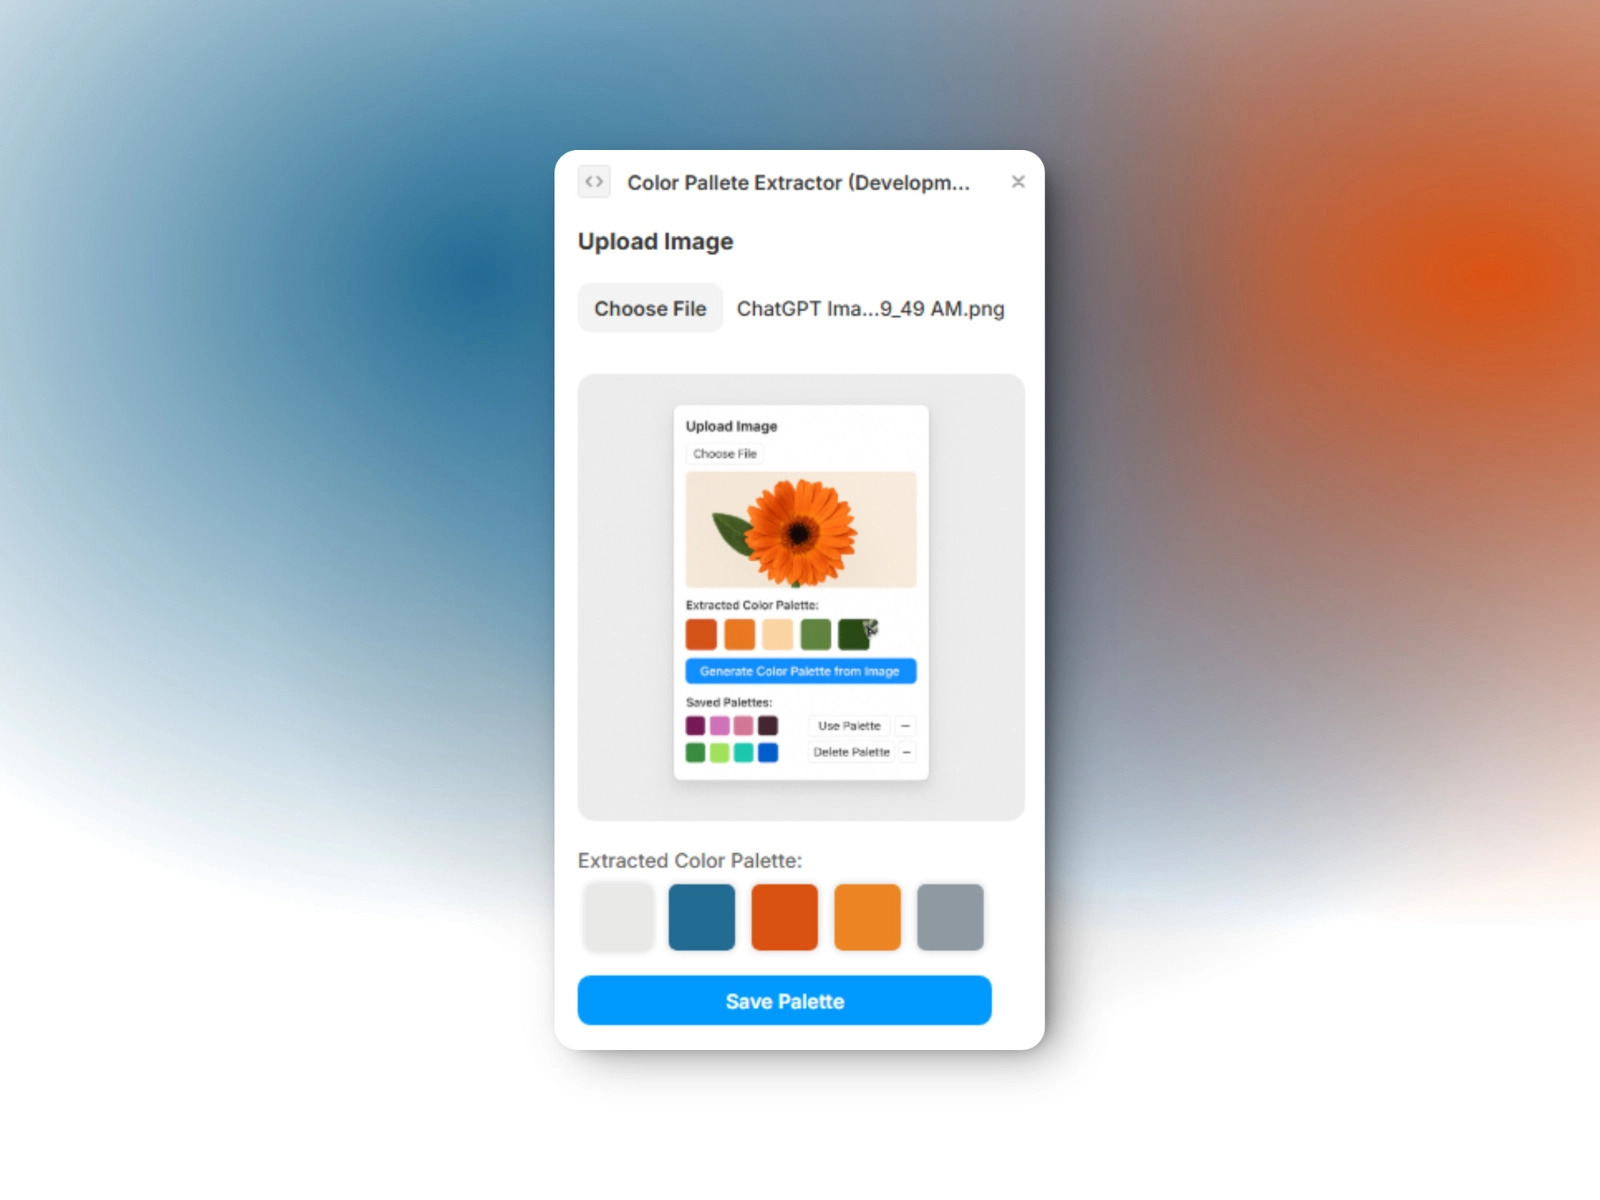 Color Pallete Extractor (Developm...
Upload Image
Choose File ChatGPT Ima...9_49 AM.png
Upload Image
Choose File
Extracted Color Palette:
Generate Color Palette from Image
Saved Palettes:
Use Palette
Delete Palette
Extracted Color Palette:
Save Palette